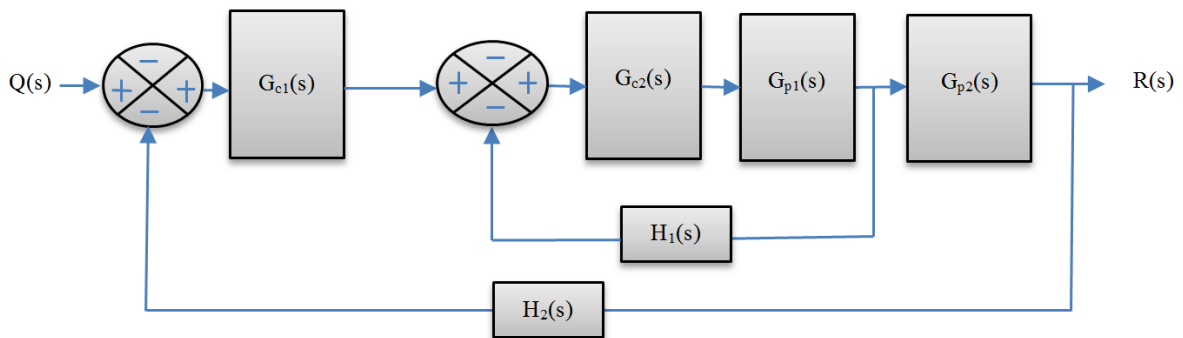 Q(s)
−
+ +
−
Gc1(s)
−
+ +
−
Gc2(s)
Gp1(s)
Gp2(s)
R(s)
H1(s)
H2(s)